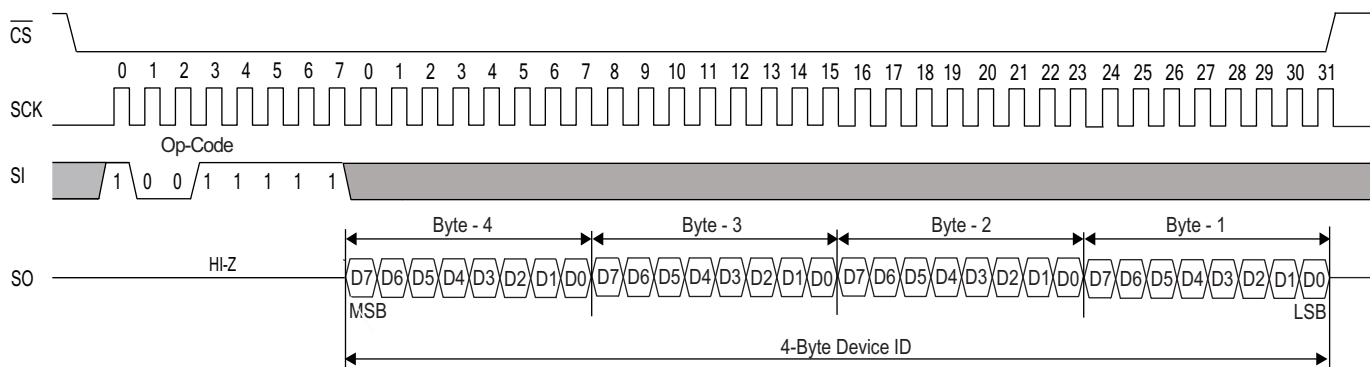 CS
0 1 2 3 4 5 6 7 0 1 2 3 4 5 6 7 8 9 10 11 12 13 14 15 16 17 18 19 20 21 22 23 24 25 26 27 28 29 30 31
SCK
Op-Code
SI 1 0 0 1 1 1 1 1
Byte - 4 Byte - 3 Byte - 2 Byte - 1
SO HI-Z D7 D6 D5 D4 D3 D2 D1 D0 D7 D6 D5 D4 D3 D2 D1 D0 D7 D6 D5 D4 D3 D2 D1 D0 D7 D6 D5 D4 D3 D2 D1 D0
MSB LSB
4-Byte Device ID